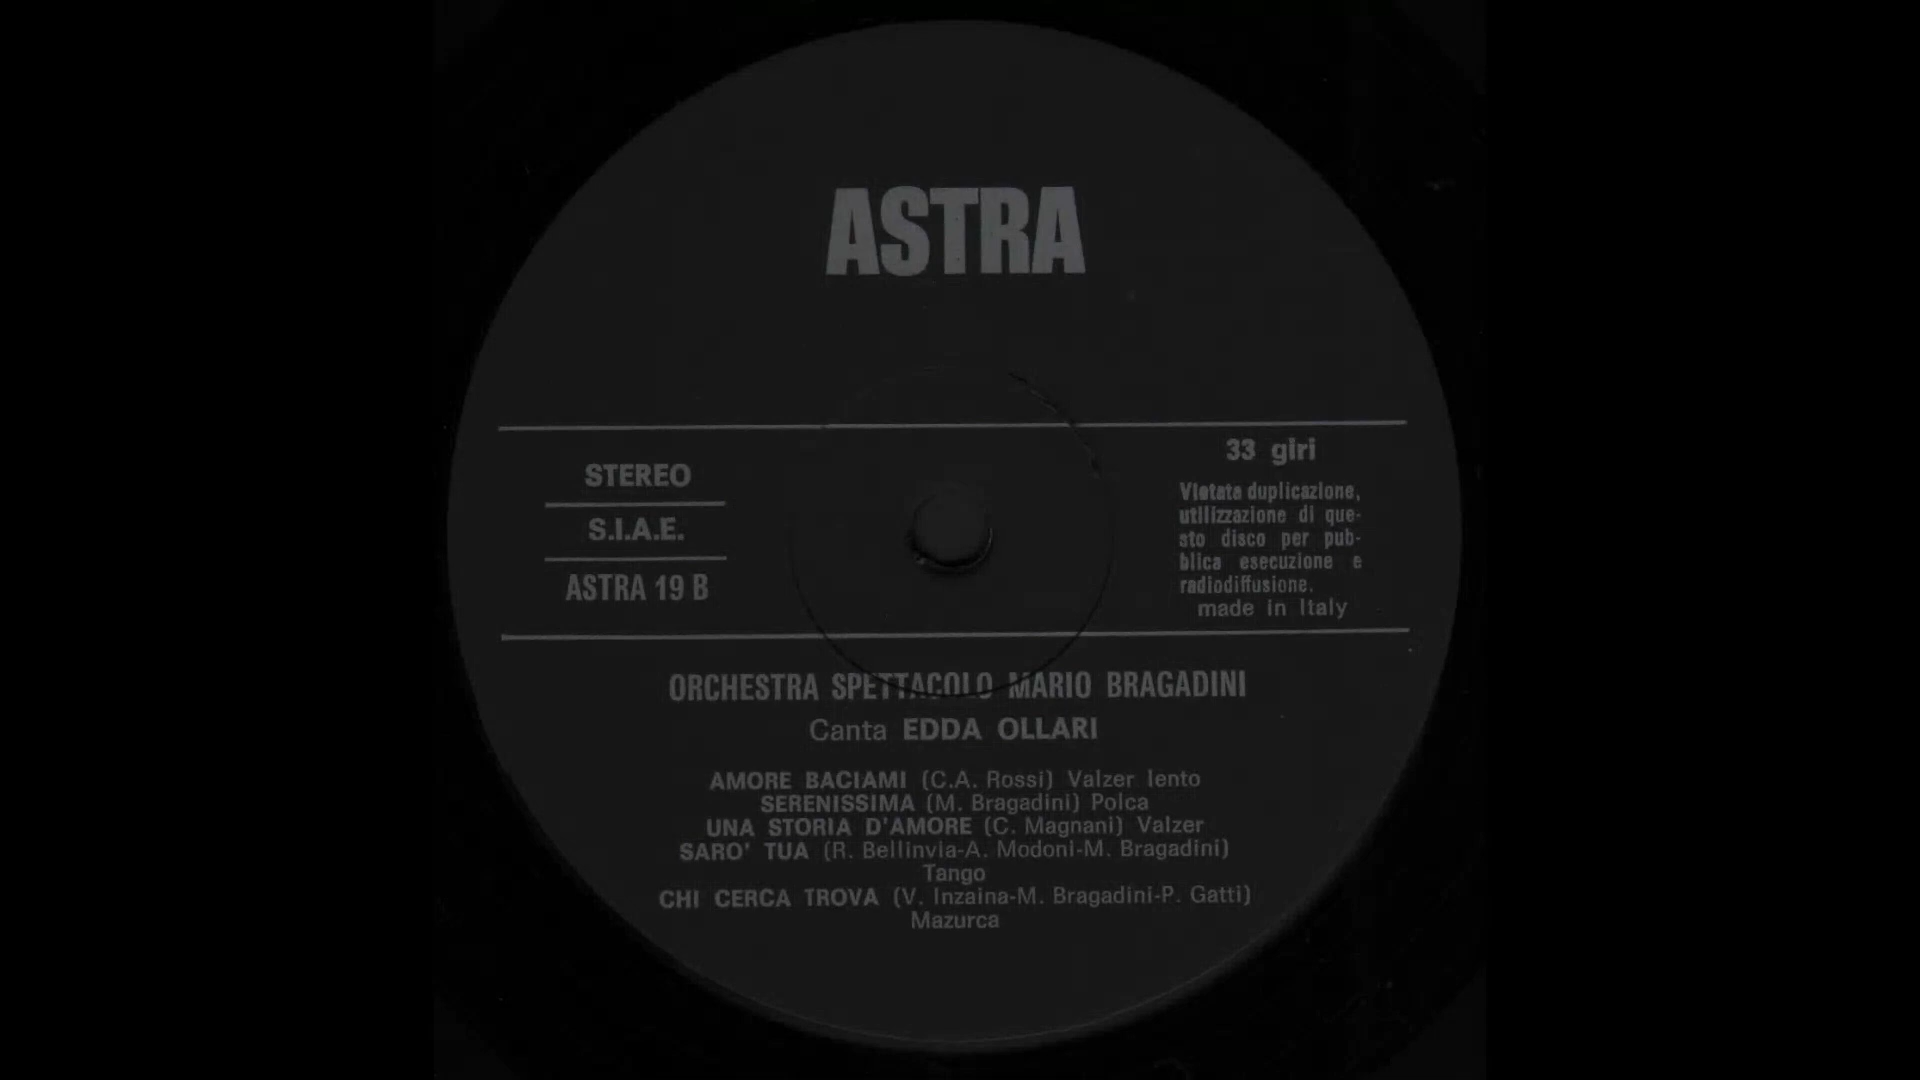 ASTRA
STEREO
S.I.A.E.
ASTRA 19 B
33 giri
Vietata duplicazione,
utilizzazione di que-
sto disco per pub-
blica esecuzione e
radiodiffusione.
made in Italy
ORCHESTRA SPETTACOLO MARIO BRAGADINI
Canta EDDA OLLARI
AMORE BACIAMI (C.A. Rossi) Valzer lento
SERENISSIMA (M. Bragadini) Polca
UNA STORIA D'AMORE (C. Magnani) Valzer
SARO' TUA (R. Bellinvia-A. Modoni-M. Bragadini)
Tango
CHI CERCA TROVA (V. Inzaina-M. Bragadini-P. Gatti)
Mazurca